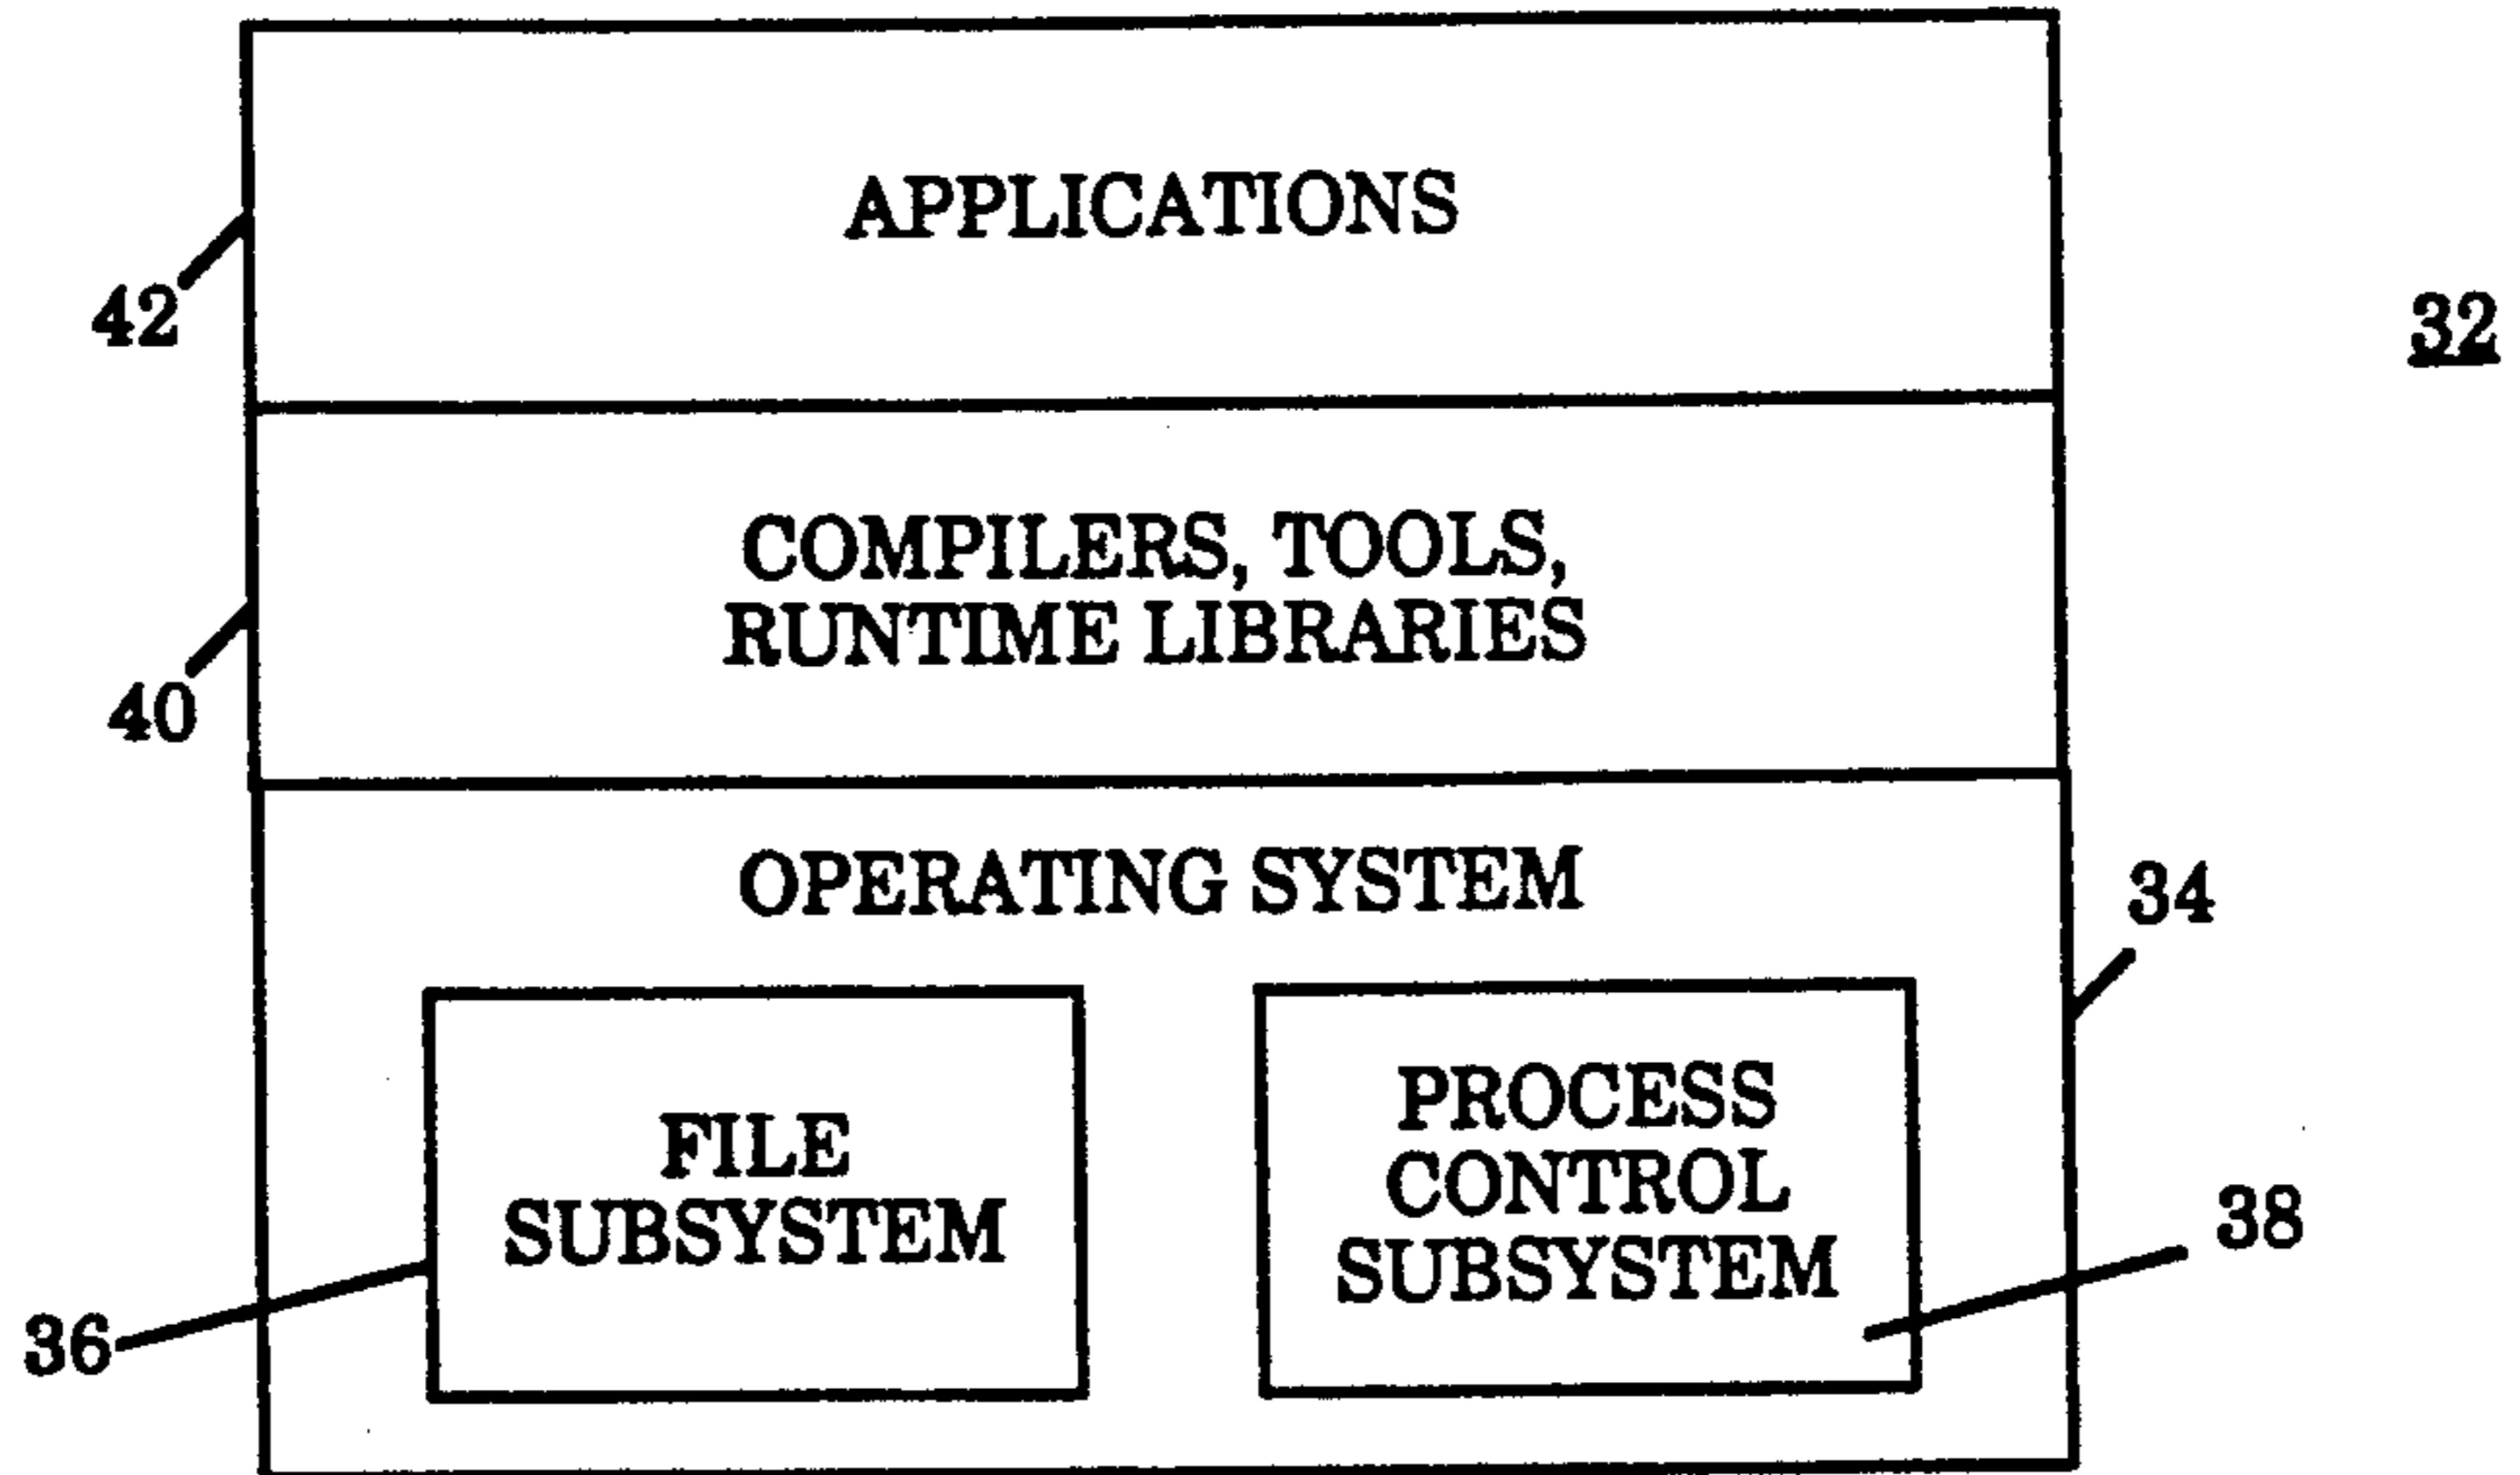 APPLICATIONS
42
32
COMPILERS, TOOLS,
RUNTIME LIBRARIES
40
OPERATING SYSTEM
34
FILE
SUBSYSTEM
PROCESS
CONTROL
SUBSYSTEM
38
36